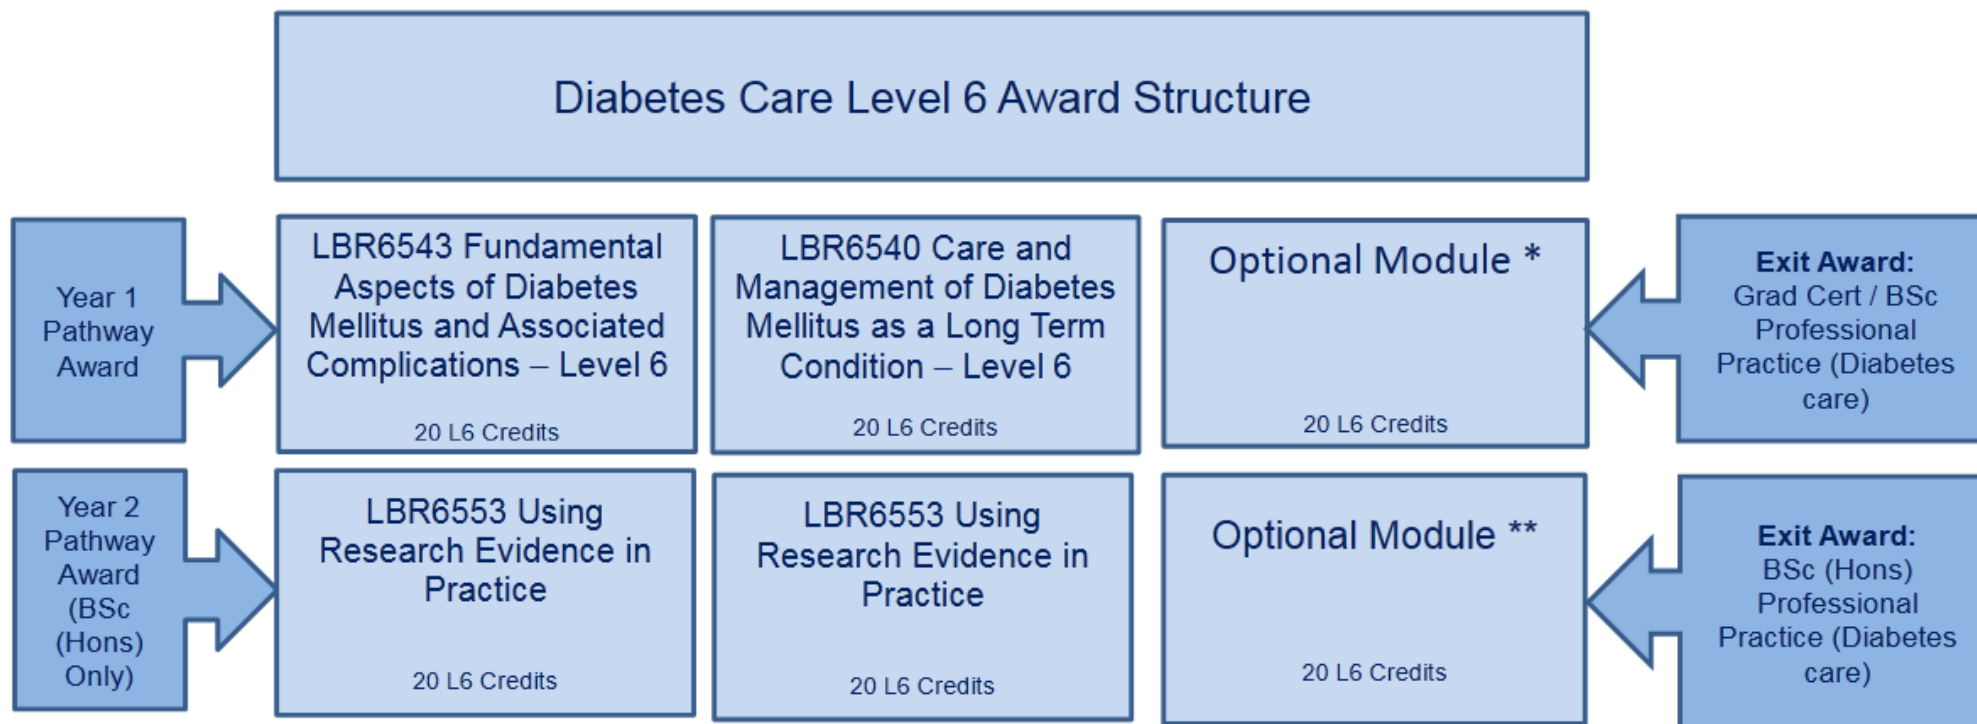 Diabetes Care Level 6 Award Structure
Year 1
Pathway
Award
LBR6543 Fundamental
Aspects of Diabetes
Mellitus and Associated
Complications – Level 6
20 L6 Credits
LBR6540 Care and
Management of Diabetes
Mellitus as a Long Term
Condition – Level 6
20 L6 Credits
Optional Module *
20 L6 Credits
Exit Award:
Grad Cert / BSc
Professional
Practice (Diabetes
care)
Year 2
Pathway
Award
(BSc
(Hons)
Only)
LBR6553 Using
Research Evidence in
Practice
20 L6 Credits
LBR6553 Using
Research Evidence in
Practice
20 L6 Credits
Optional Module **
20 L6 Credits
Exit Award:
BSc (Hons)
Professional
Practice (Diabetes
care)